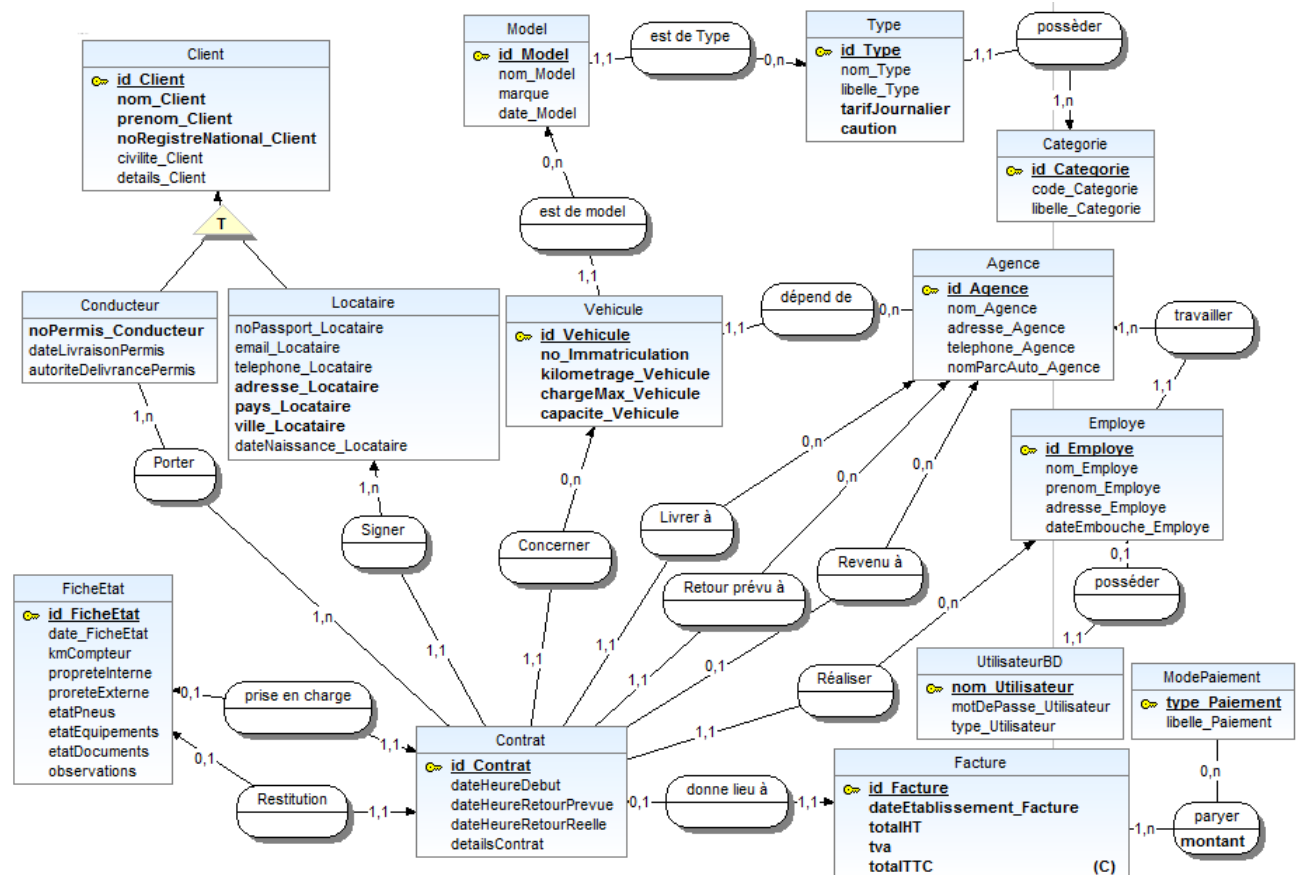 Client
id_Client
nom_Client
prenom_Client
noRegistreNational_Client
civilite_Client
details_Client
T
Model
id_Model
nom_Model
marque
date_Model
1,1
est de Type
0,n
Type
id_Type
nom_Type
libelle_Type
tarifJournalier
caution
1,1
possèder
1,n
Categorie
id_Categorie
code_Categorie
libelle_Categorie
0,n
est de model
1,1
Conducteur
noPermis_Conducteur
dateLivraisonPermis
autoriteDelivrancePermis
Locataire
noPassport_Locataire
email_Locataire
telephone_Locataire
adresse_Locataire
pays_Locataire
ville_Locataire
dateNaissance_Locataire
Vehicule
id_Vehicule
no_Immatriculation
kilometrage_Vehicule
chargeMax_Vehicule
capacite_Vehicule
1,1
dépend de
0,n
Agence
id_Agence
nom_Agence
adresse_Agence
telephone_Agence
nomParcAuto_Agence
1,n
travailler
1,1
Employe
id_Employe
nom_Employe
prenom_Employe
adresse_Employe
dateEmbouche_Employe
0,1
posséder
1,1
UtilisateurBD
nom_Utilisateur
motDePasse_Utilisateur
type_Utilisateur
ModePaiement
type_Paiement
libelle_Paiement
0,n
paryer
montant
1,n
1,n
Porter
1,n
1,n
Signer
1,1
0,n
Concerner
1,1
0,n
Livrer à
1,1
0,n
Retour prévu à
1,1
0,n
Revenu à
0,1
0,n
Réaliser
1,1
FicheEtat
id_FicheEtat
date_FicheEtat
kmCompteur
propreteInterne
proreteExterne
etatPneus
etatEquipements
etatDocuments
observations
0,1
prise en charge
1,1
0,1
Restitution
1,1
Contrat
id_Contrat
dateHeureDebut
dateHeureRetourPrevue
dateHeureRetourReelle
detailsContrat
0,1
donne lieu à
1,1
Facture
id_Facture
dateEtablissement_Facture
totalHT
tva
totalTTC (C)